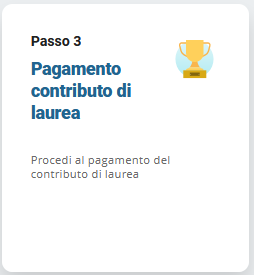 Passo 3
Pagamento
contributo di
laurea
Procedi al pagamento del
contributo di laurea